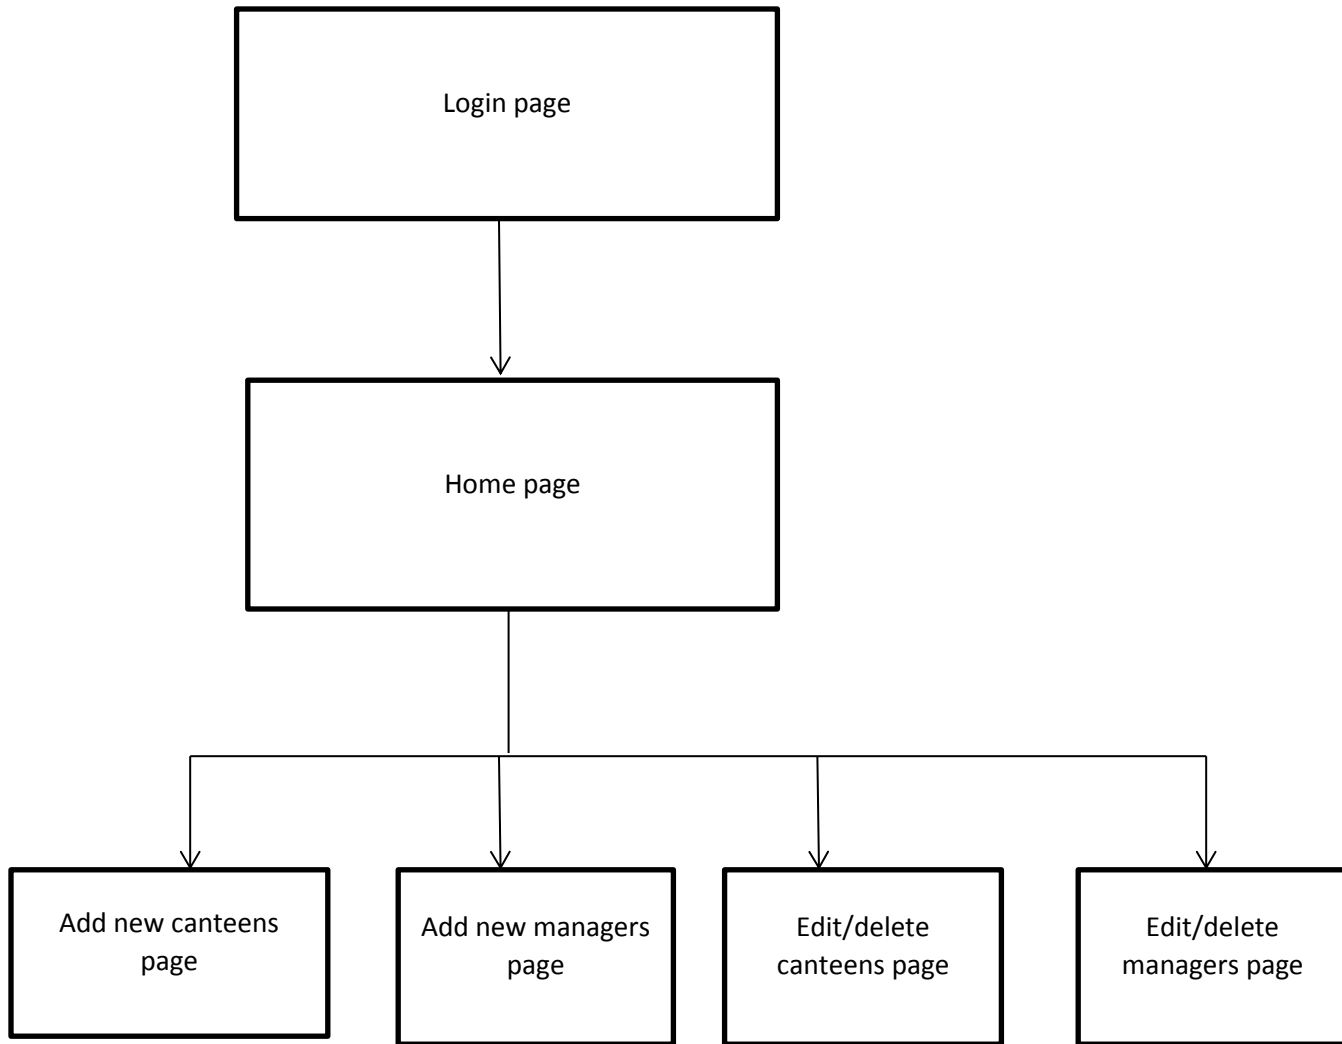 Login page
Home page
Add new canteens
page
Add new managers
page
Edit/delete
canteens page
Edit/delete
managers page